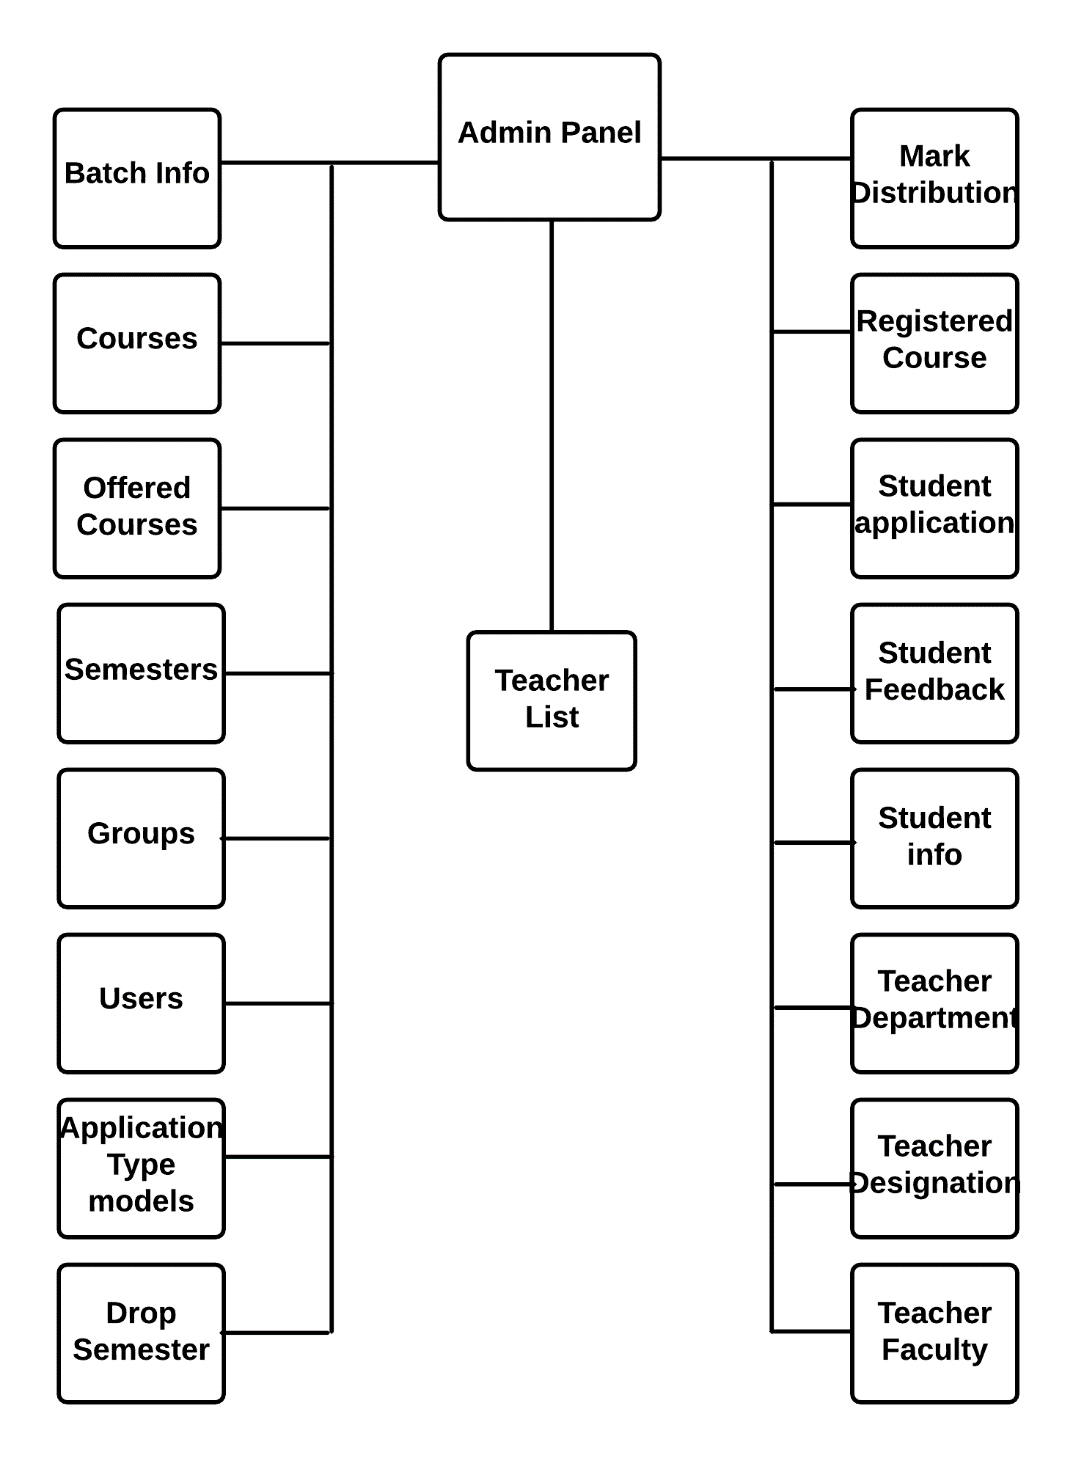 Admin Panel
Batch Info
Courses
Offered
Courses
Semesters
Groups
Users
Application
Type
models
Drop
Semester
Teacher
List
Mark
Distribution
Registered
Course
Student
application
Student
Feedback
Student
info
Teacher
Department
Teacher
Designation
Teacher
Faculty